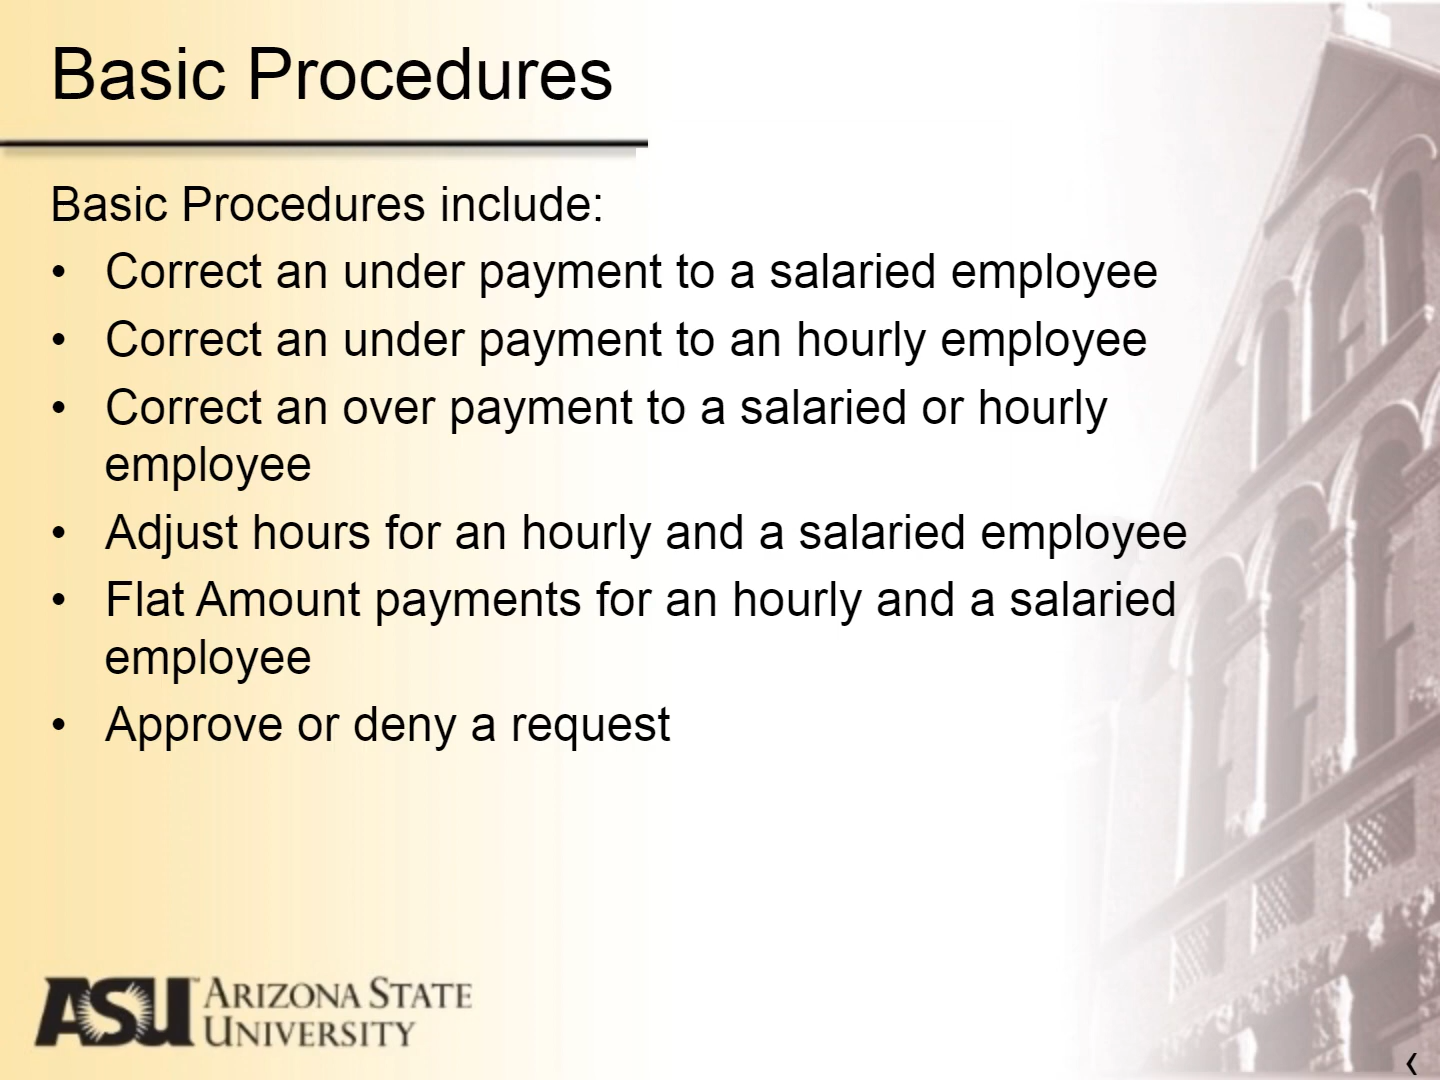 Basic Procedures
Basic Procedures include:
• Correct an under payment to a salaried employee
• Correct an under payment to an hourly employee
• Correct an over payment to a salaried or hourly
employee
• Adjust hours for an hourly and a salaried employee
• Flat Amount payments for an hourly and a salaried
employee
• Approve or deny a request
ASU™ ARIZONA STATE
UNIVERSITY
‹